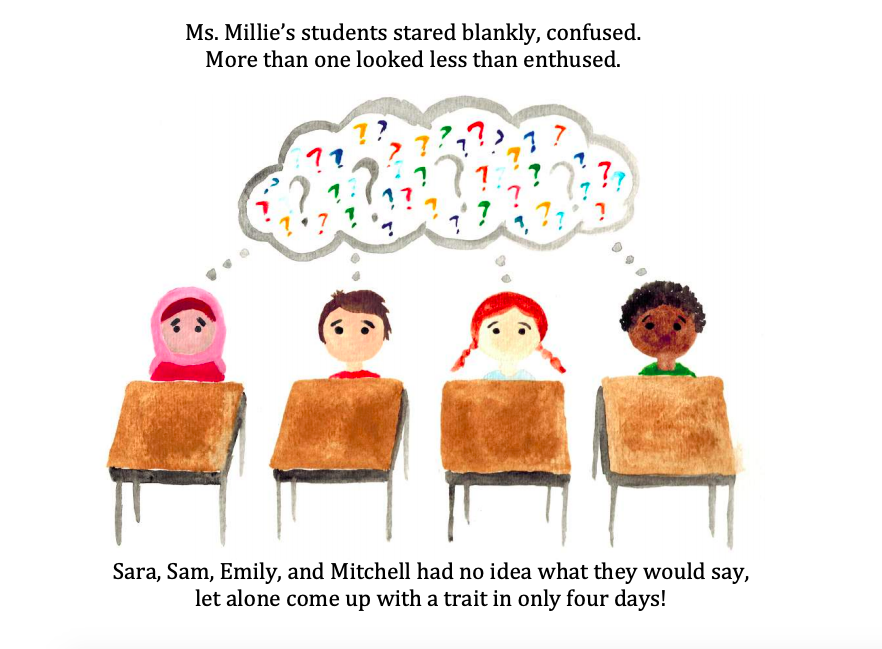 Ms. Millie’s students stared blankly, confused.
More than one looked less than enthused.
Sara, Sam, Emily, and Mitchell had no idea what they would say,
let alone come up with a trait in only four days!